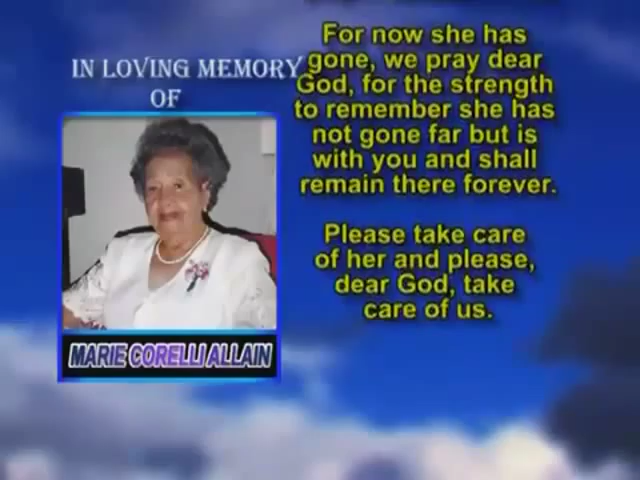 IN LOVING MEMORY
OF
MARIE CORELLI ALLAIN
For now she has
gone, we pray dear
God, for the strength
to remember she has
not gone far but is
with you and shall
remain there forever.
Please take care
of her and please,
dear God, take
care of us.